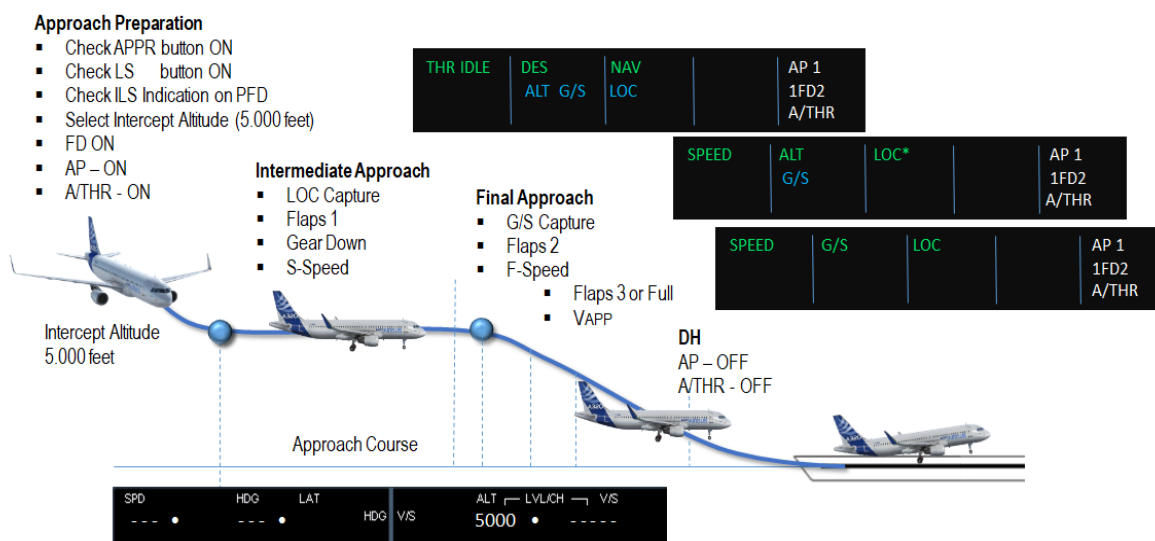 Approach Preparation
▪ Check APPR button ON
▪ Check LS button ON
▪ Check ILS Indication on PFD
▪ Select Intercept Altitude (5.000 feet)
▪ FD ON
▪ AP – ON
▪ A/THR - ON
THR IDLE DES NAV AP 1
ALT G/S LOC 1FD2
A/THR
Intermediate Approach
▪ LOC Capture
▪ Flaps 1
▪ Gear Down
▪ S-Speed
Final Approach
▪ G/S Capture
▪ Flaps 2
▪ F-Speed
▪ Flaps 3 or Full
▪ VAPP
SPEED ALT LOC* AP 1
G/S 1FD2
A/THR
SPEED G/S LOC AP 1
1FD2
A/THR
Intercept Altitude
5.000 feet
DH
AP – OFF
A/THR - OFF
Approach Course
SPD HDG LAT ALT LVL/CH V/S
--- • --- • HDG V/S 5000 • -----